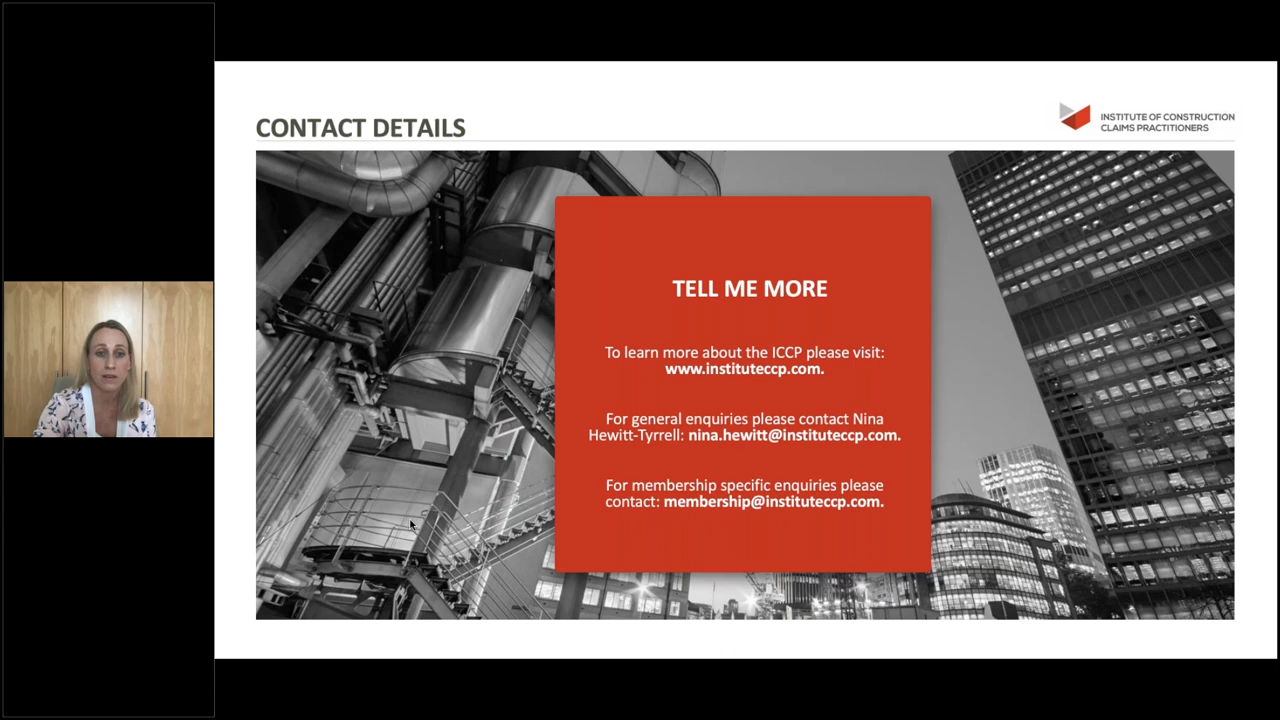 CONTACT DETAILS
INSTITUTE OF CONSTRUCTION
CLAIMS PRACTITIONERS
TELL ME MORE
To learn more about the ICCP please visit:
www.instituteccp.com.
For general enquiries please contact Nina
Hewitt-Tyrrell: nina.hewitt@instituteccp.com.
For membership specific enquiries please
contact: membership@instituteccp.com.